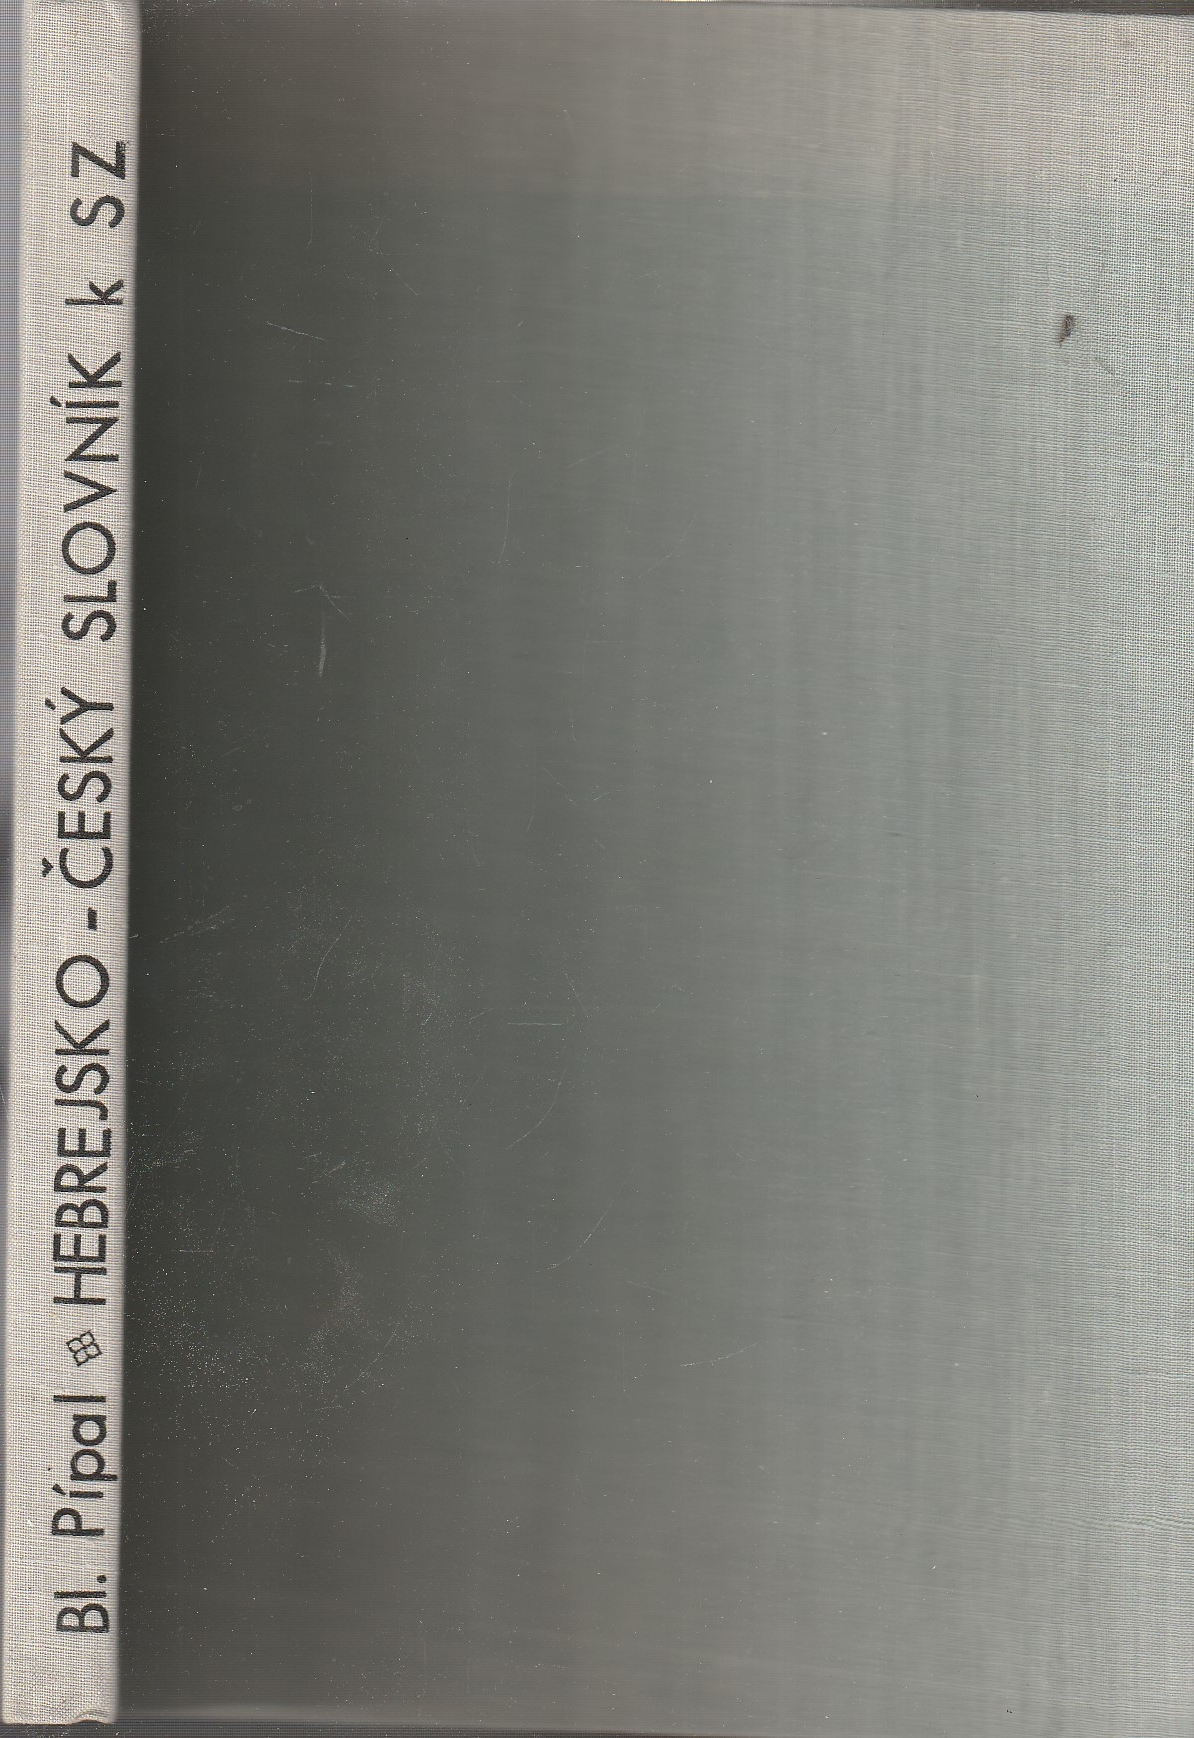 Bl. Pípal HEBREJSKO - ČESKÝ SLOVNÍK k SZ